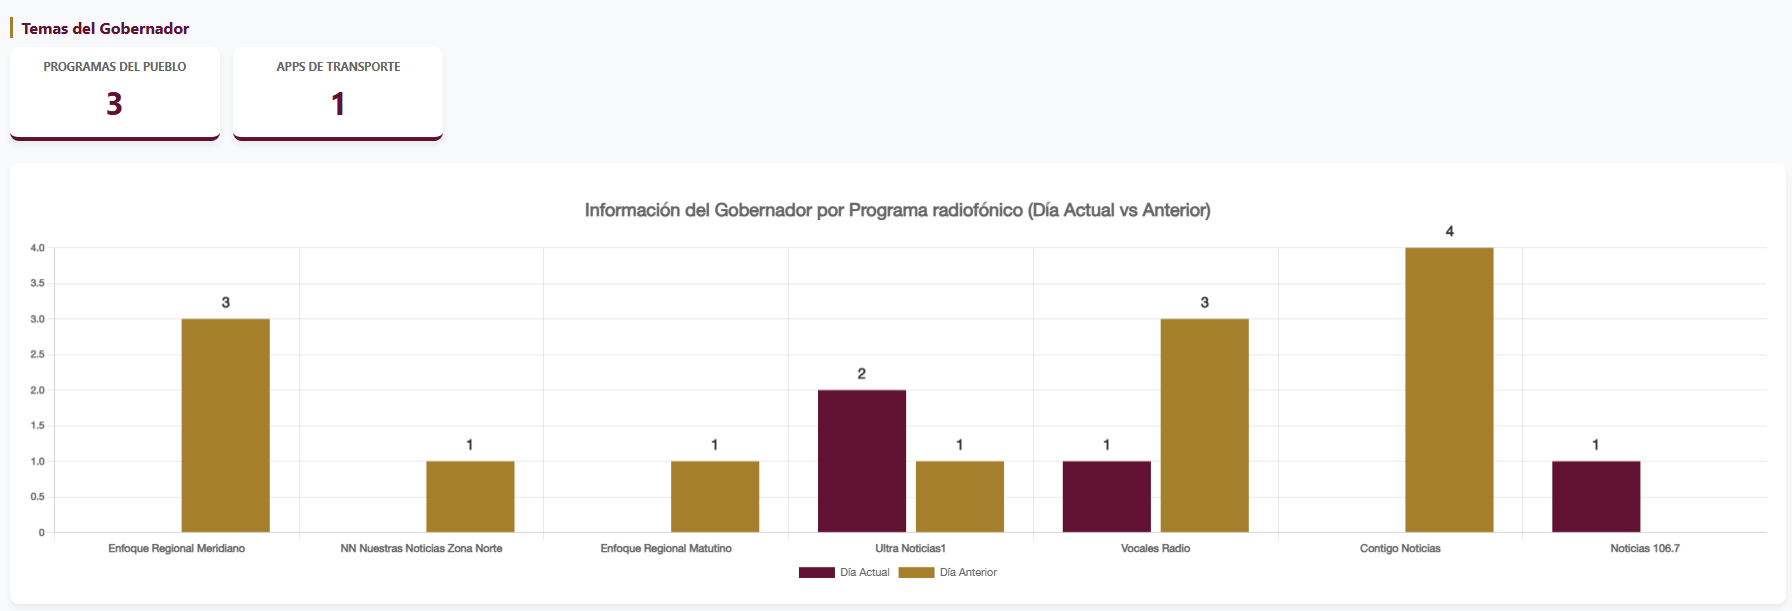 Temas del Gobernador
PROGRAMAS DEL PUEBLO
3
APPS DE TRANSPORTE
1
Información del Gobernador por Programa radiofónico (Día Actual vs Anterior)
4.0
3.5
3.0
2.5
2.0
1.5
1.0
0.5
0
3
1
1
2
1
1
3
4
1
Enfoque Regional Meridiano
NN Nuestras Noticias Zona Norte
Enfoque Regional Matutino
Ultra Noticias1
Vocales Radio
Contigo Noticias
Noticias 106.7
Día Actual
Día Anterior